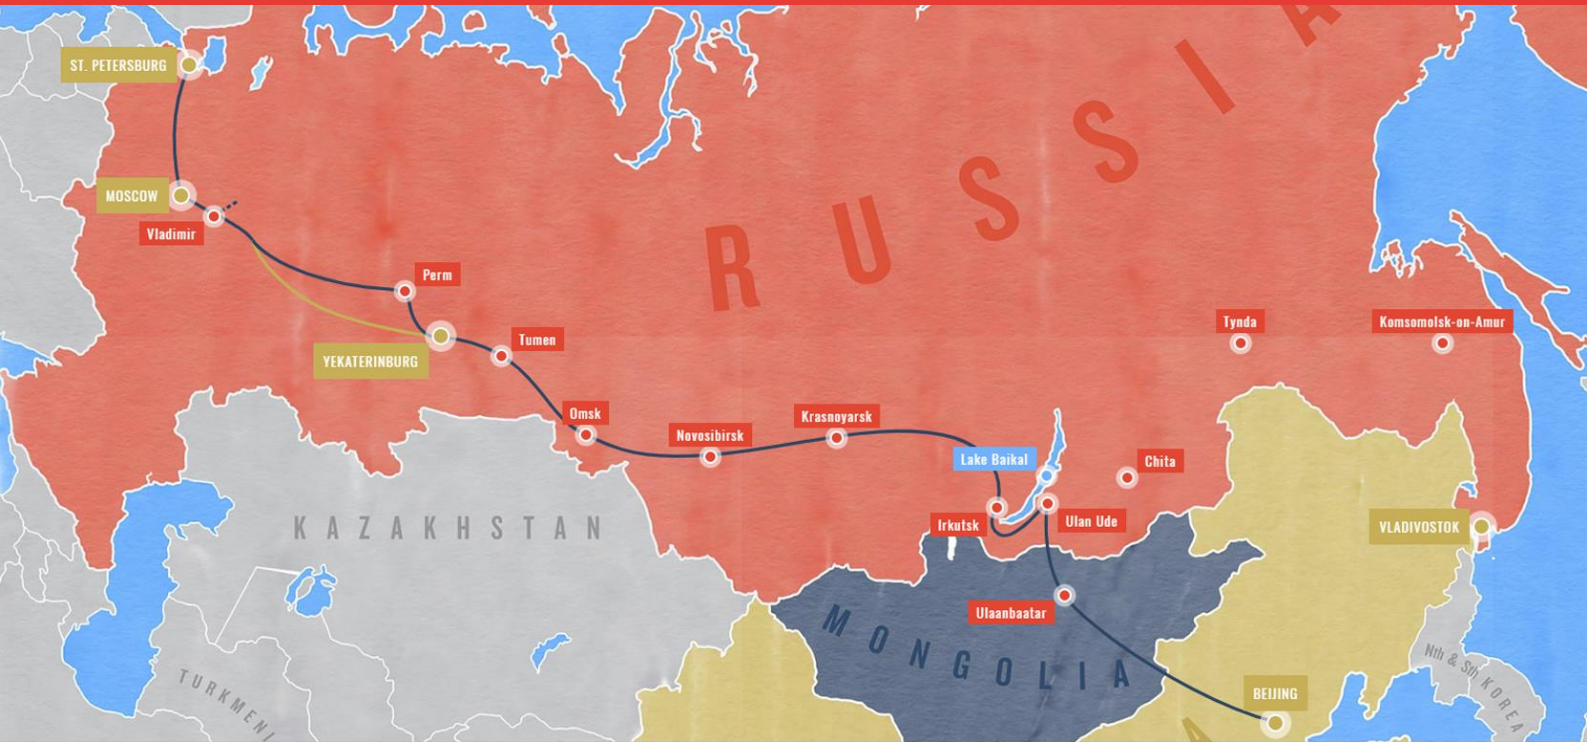 RUSSIA
ST. PETERSBURG
MOSCOW
Vladimir
Perm
YEKATERINBURG
Tumen
Omsk
Novosibirsk
Krasnoyarsk
Lake Baikal
Irkutsk
Ulan Ude
Chita
Tynda
Komsomolsk-on-Amur
VLADIVOSTOK
KAZAKHSTAN
Ulaanbaatar
MONGOLIA
TURKMENI
Nth & Sth KOREA
BEIJING
A